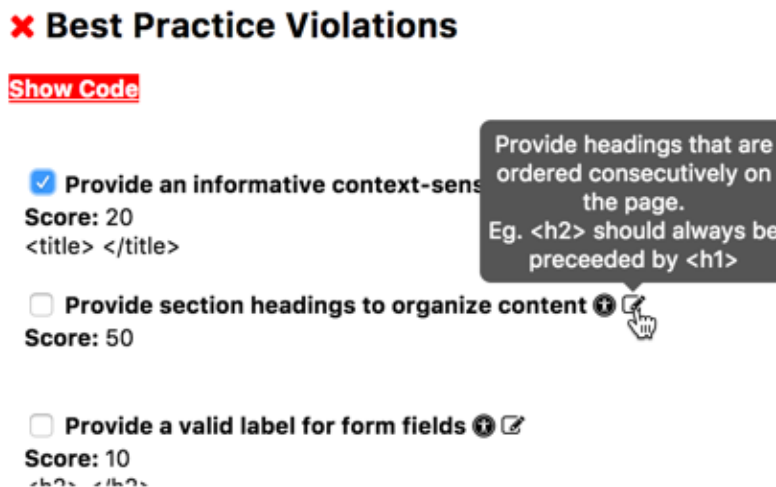 Best Practice Violations
Show Code
Provide headings that are
ordered consecutively on
the page.
Eg. <h2> should always be
preceeded by <h1>
Provide an informative context-sens
Score: 20
<title> </title>
Provide section headings to organize content
Score: 50
Provide a valid label for form fields
Score: 10
<h2> </h2>